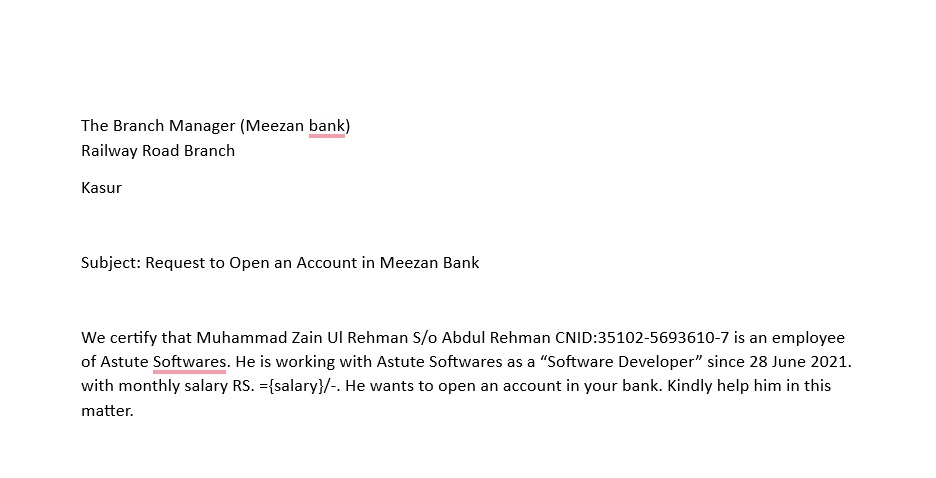 The Branch Manager (Meezan bank)
Railway Road Branch
Kasur
Subject: Request to Open an Account in Meezan Bank
We certify that Muhammad Zain Ul Rehman S/o Abdul Rehman CNID:35102-5693610-7 is an employee
of Astute Softwares. He is working with Astute Softwares as a “Software Developer” since 28 June 2021.
with monthly salary RS. ={salary}/-. He wants to open an account in your bank. Kindly help him in this
matter.